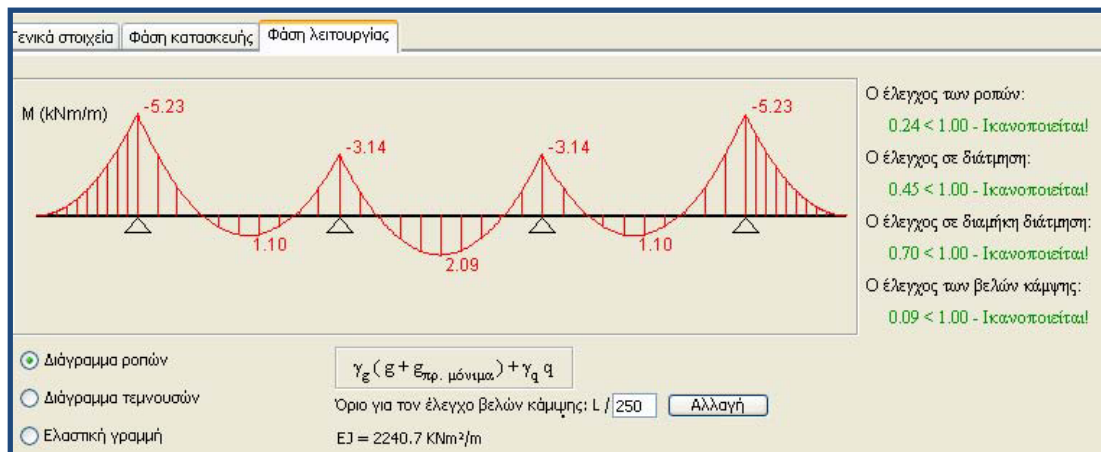 Γενικά στοιχεία Φάση κατασκευής Φάση λειτουργίας
M (kNm/m)
-5.23 -3.14 -3.14 -5.23
1.10 2.09 1.10
Ο έλεγχος των ροπών:
0.24 < 1.00 - Ικανοποιείται!
Ο έλεγχος σε διάτμηση:
0.45 < 1.00 - Ικανοποιείται!
Ο έλεγχος σε διαμήκη διάτμηση:
0.70 < 1.00 - Ικανοποιείται!
Ο έλεγχος των βελών κάμψης:
0.09 < 1.00 - Ικανοποιείται!
Διάγραμμα ροπών
Διάγραμμα τεμνουσών
Ελαστική γραμμή
γg ( g + gπρ. μόνιμα ) + γq q
Όριο για τον έλεγχο βελών κάμψης: L / 250 Αλλαγή
EJ = 2240.7 KNm²/m